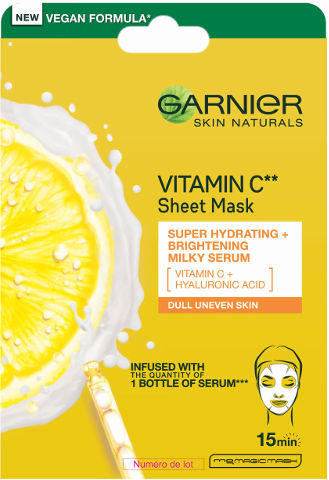 NEW VEGAN FORMULA*
GARNIER
SKIN NATURALS
VITAMIN C**
Sheet Mask
SUPER HYDRATING +
BRIGHTENING
MILKY SERUM
[ VITAMIN C +
HYALURONIC ACID ]
DULL UNEVEN SKIN
INFUSED WITH
THE QUANTITY OF
1 BOTTLE OF SERUM***
15min
Numéro de lot